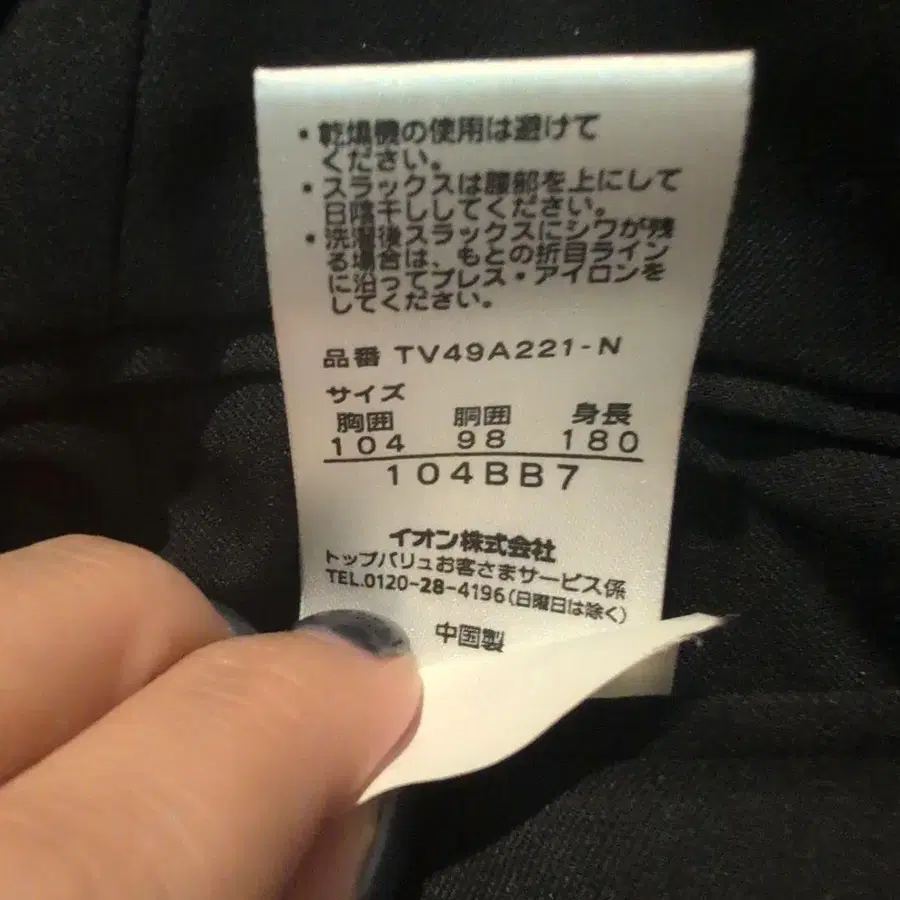 ・乾燥機の使用は避けて
ください。
・スラックスは腰部を上にして
日陰干ししてください。
・洗濯後スラックスにシワが残
る場合は、もとの折目ライン
に沿ってプレス・アイロンを
してください。
品番 TV49A221-N
サイズ
胸囲 胴囲 身長
104 98 180
104BB7
イオン株式会社
トップバリュお客さまサービス係
TEL.0120-28-4196(日曜日は除く)
中国製